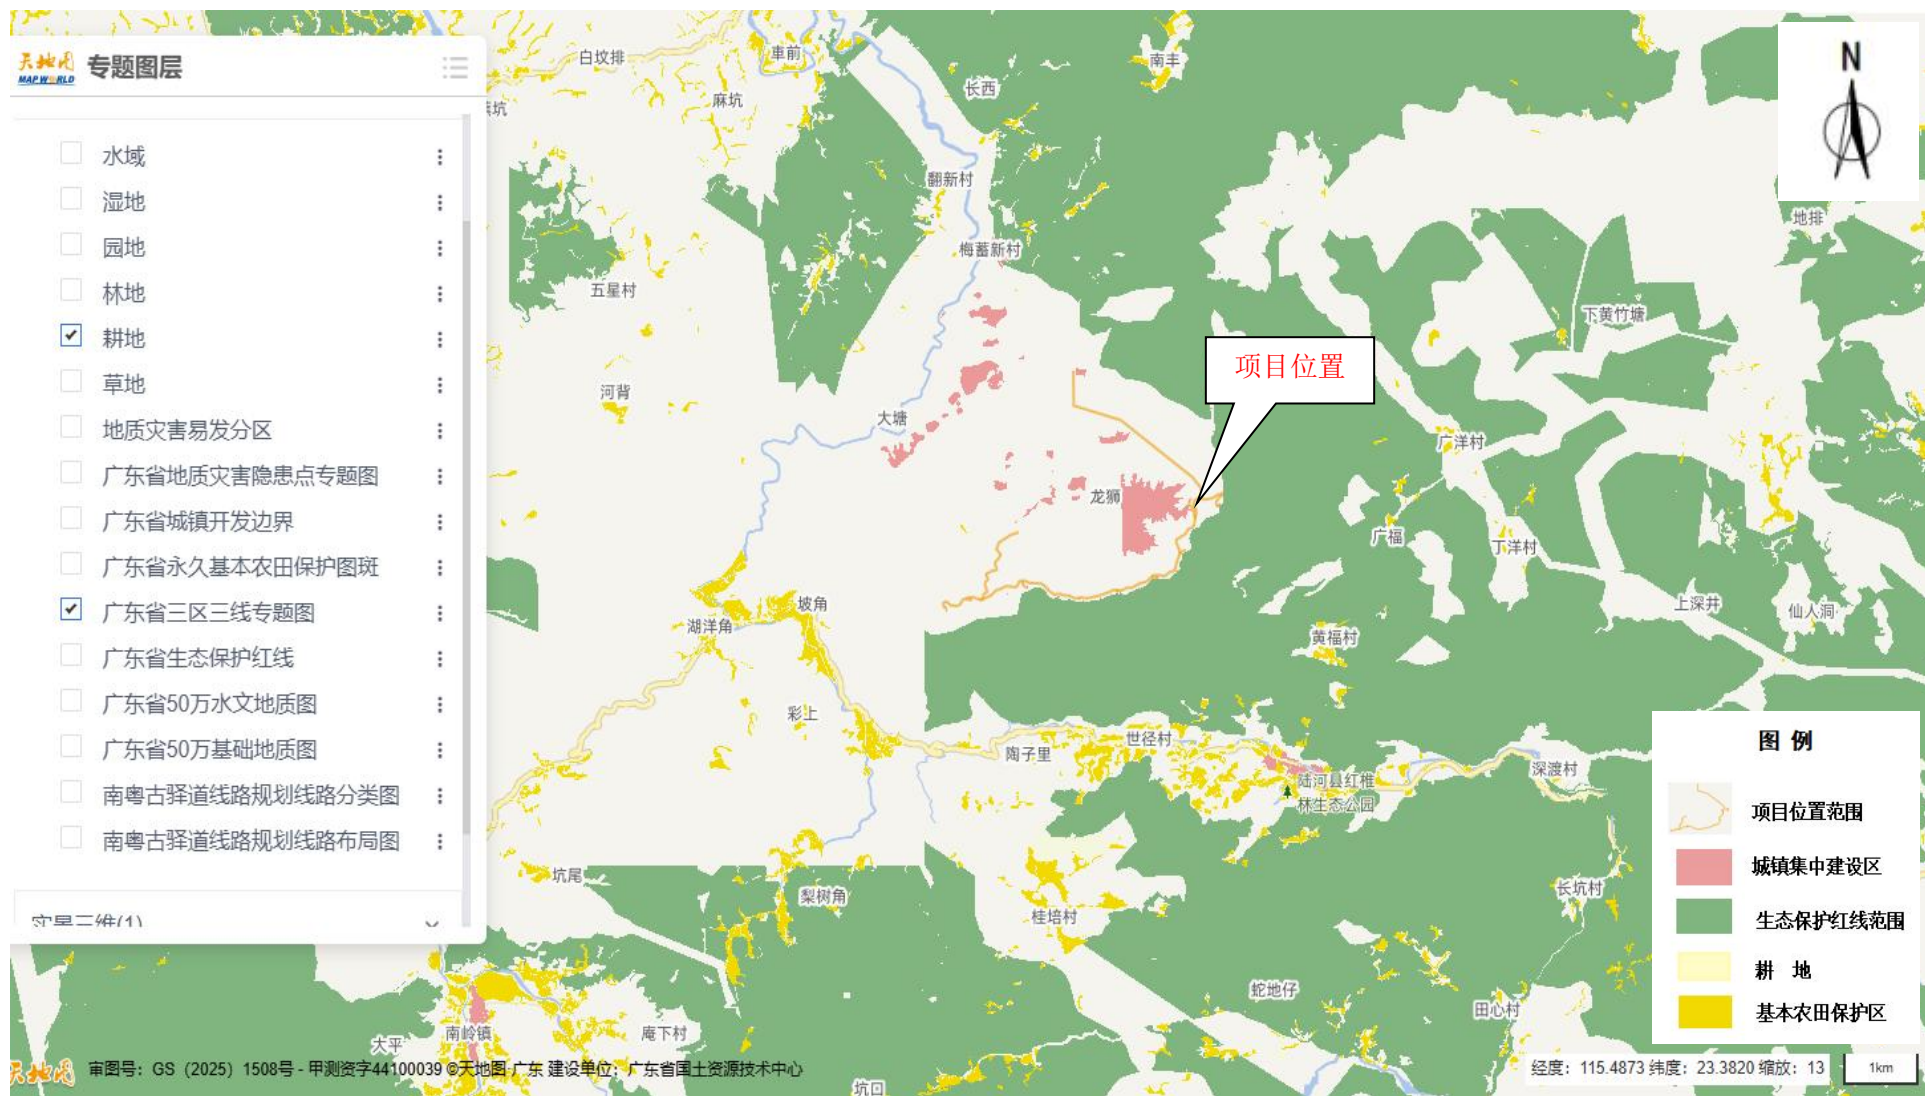 天地图
MAP WORLD
专题图层
水域
湿地
园地
林地
耕地
草地
地质灾害易发分区
广东省地质灾害隐患点专题图
广东省城镇开发边界
广东省永久基本农田保护图斑
广东省三区三线专题图
广东省生态保护红线
广东省50万水文地质图
广东省50万基础地质图
南粤古驿道线路规划线路分类图
南粤古驿道线路规划线路布局图
实景三维(1)
白坟排
車前
麻坑
坑
长西
南丰
翻新村
梅蓄新村
五星村
河背
大塘
龙狮
项目位置
地排
下黄竹塘
广洋村
广福
丁洋村
上深井
仙人洞
坡角
湖洋角
黄福村
彩上
陶子里
世径村
陆河县红椎
林生态公园
深渡村
坑尾
梨树角
桂培村
长坑村
蛇地仔
田心村
大平
南岭镇
庵下村
坑口
N
图 例
项目位置范围
城镇集中建设区
生态保护红线范围
耕 地
基本农田保护区
天地图
审图号：GS（2025）1508号 - 甲测资字44100039 ©天地图·广东 建设单位：广东省国土资源技术中心
经度：115.4873 纬度：23.3820 缩放：13
1km